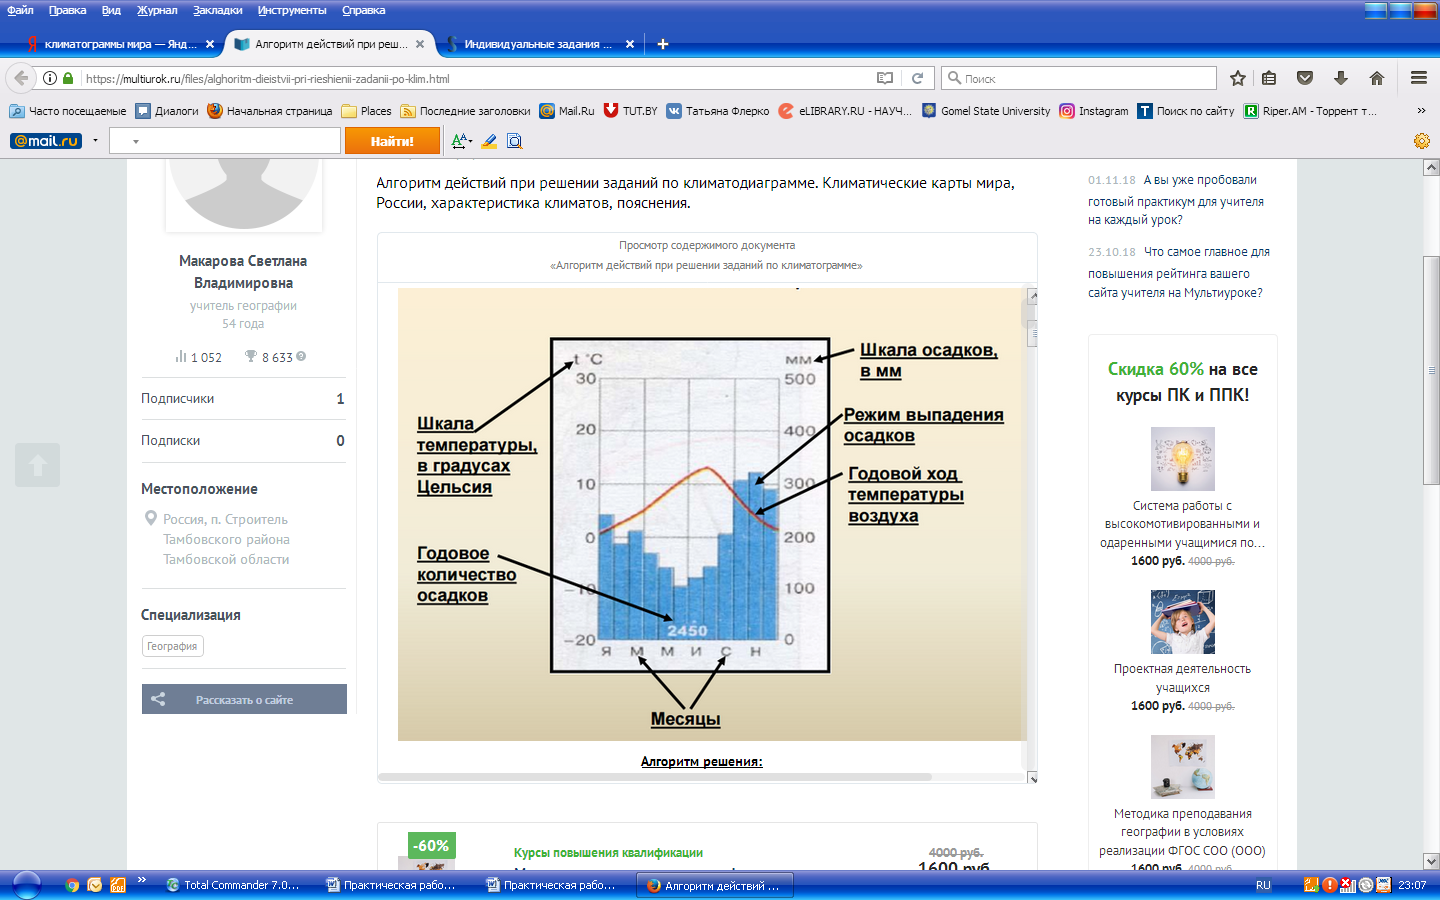 Файл Правка Вид Журнал Закладки Инструменты Справка
климатограммы мира — Янд...
Алгоритм действий при реш...
Индивидуальные задания ...
https://multiurok.ru/files/alghoritm-dieistvii-pri-rieshienii-zadanii-po-klim.html
Поиск
Часто посещаемые Диалоги Начальная страница Places Последние заголовки Mail.Ru TUT.BY Татьяна Флерко eLIBRARY.RU - НАУЧ... Gomel State University Instagram Поиск по сайту Riper.AM - Торрент т...
@mail.ru
Найти!
Макарова Светлана
Владимировна
учитель географии
54 года
1 052 8 633
Подписчики 1
Подписки 0
Местоположение
Россия, п. Строитель
Тамбовского района
Тамбовской области
Специализация
География
Рассказать о сайте
Алгоритм действий при решении заданий по климатодиаграмме. Климатические карты мира,
России, характеристика климатов, пояснения.
Просмотр содержимого документа
«Алгоритм действий при решении заданий по климатограмме»
t °C
мм
30
20
10
0
−10
−20
500
400
300
200
100
0
2450
Я М М И С Н
Шкала
температуры,
в градусах
Цельсия
Годовое
количество
осадков
Шкала осадков,
в мм
Режим выпадения
осадков
Годовой ход
температуры
воздуха
Месяцы
Алгоритм решения:
-60%
Курсы повышения квалификации
4000 руб.
1600 руб.
01.11.18 А вы уже пробовали
готовый практикум для учителя
на каждый урок?
23.10.18 Что самое главное для
повышения рейтинга вашего
сайта учителя на Мультиуроке?
Скидка 60% на все
курсы ПК и ППК!
Система работы с
высокомотивированными и
одаренными учащимися по...
1600 руб. 4000 руб.
Проектная деятельность
учащихся
1600 руб. 4000 руб.
Методика преподавания
географии в условиях
реализации ФГОС СОО (ООО)
1600 руб. 4000 руб.
Total Commander 7.0...
Практическая рабо...
Практическая рабо...
Алгоритм действий ...
RU
23:07